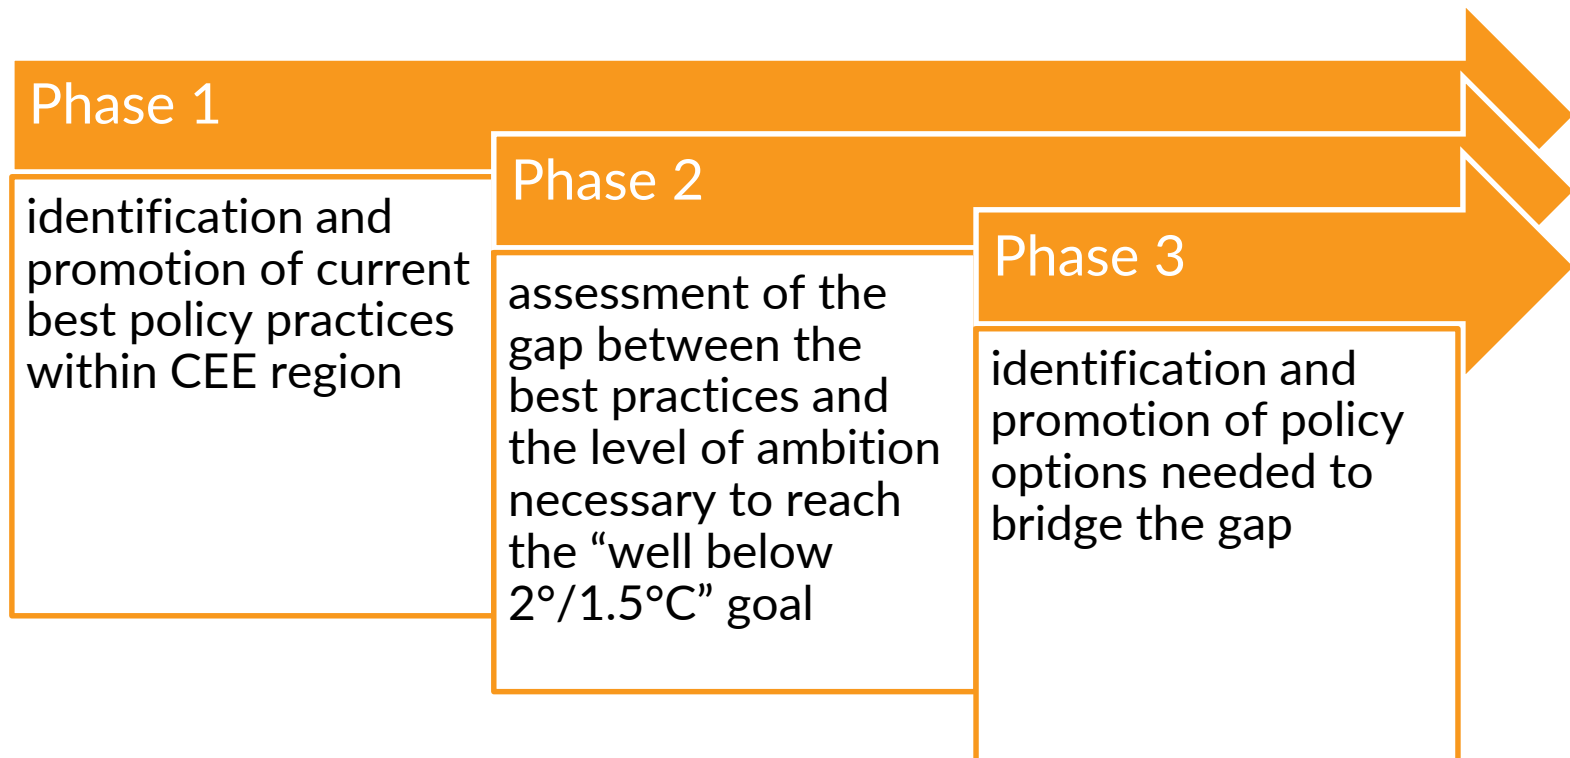 Phase 1
identification and
promotion of current
best policy practices
within CEE region
Phase 2
assessment of the
gap between the
best practices and
the level of ambition
necessary to reach
the “well below
2°/1.5°C” goal
Phase 3
identification and
promotion of policy
options needed to
bridge the gap